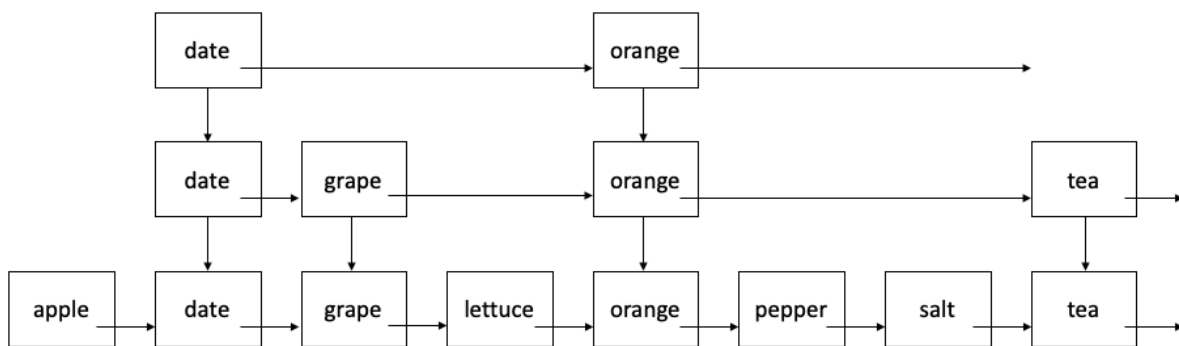 date orange
date grape orange tea
apple date grape lettuce orange pepper salt tea